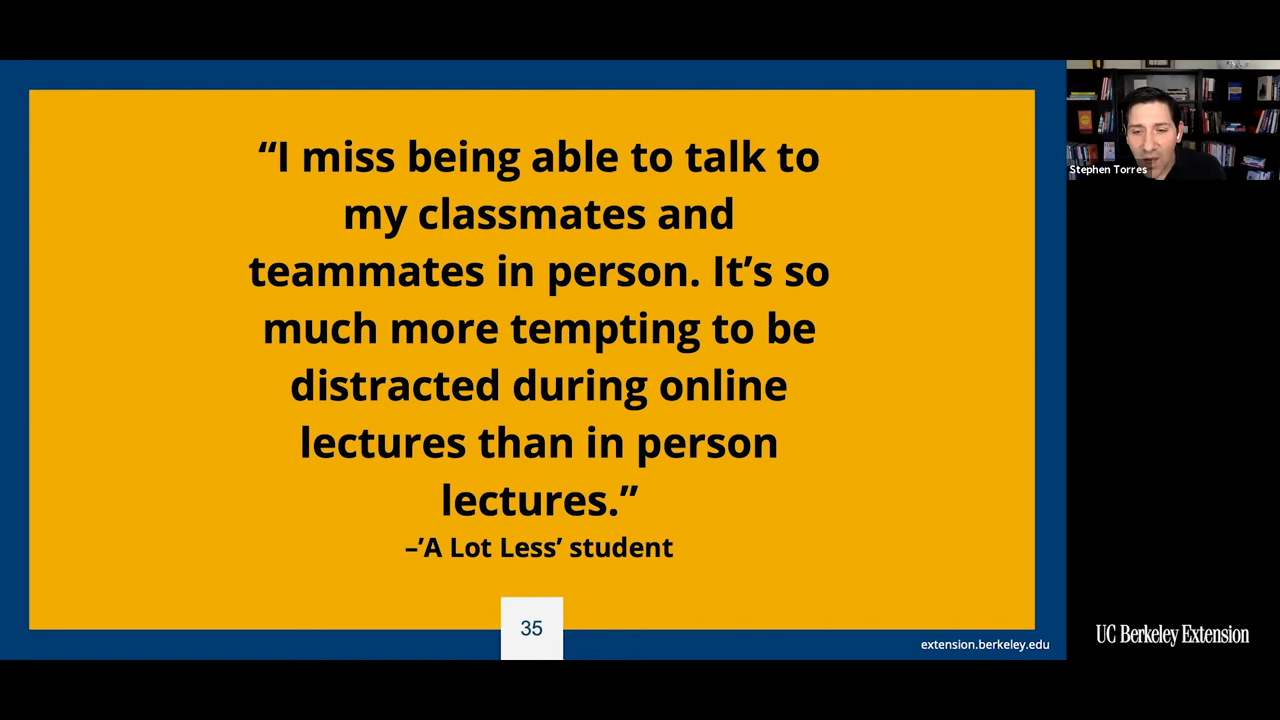 “I miss being able to talk to
my classmates and
teammates in person. It’s so
much more tempting to be
distracted during online
lectures than in person
lectures.”
–’A Lot Less’ student
35
extension.berkeley.edu
Stephen Torres
UC Berkeley Extension